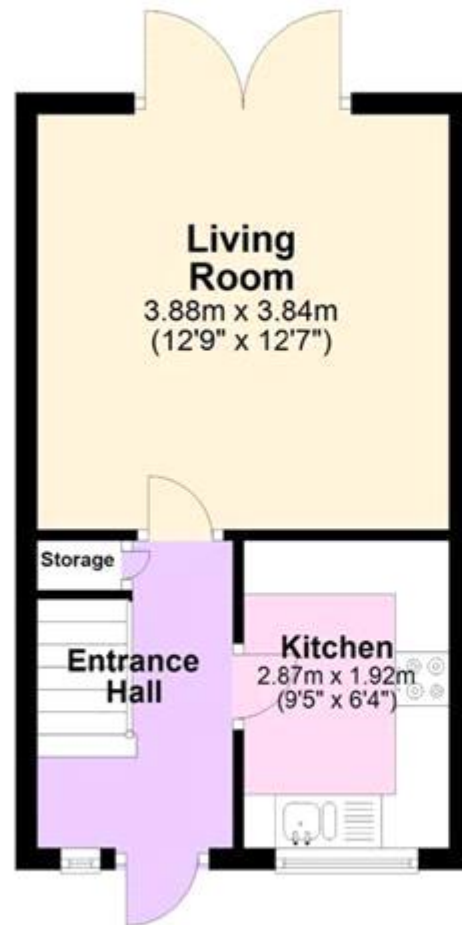 Living
Room
3.88m x 3.84m
(12'9" x 12'7")
Storage
Entrance
Hall
Kitchen
2.87m x 1.92m
(9'5" x 6'4")